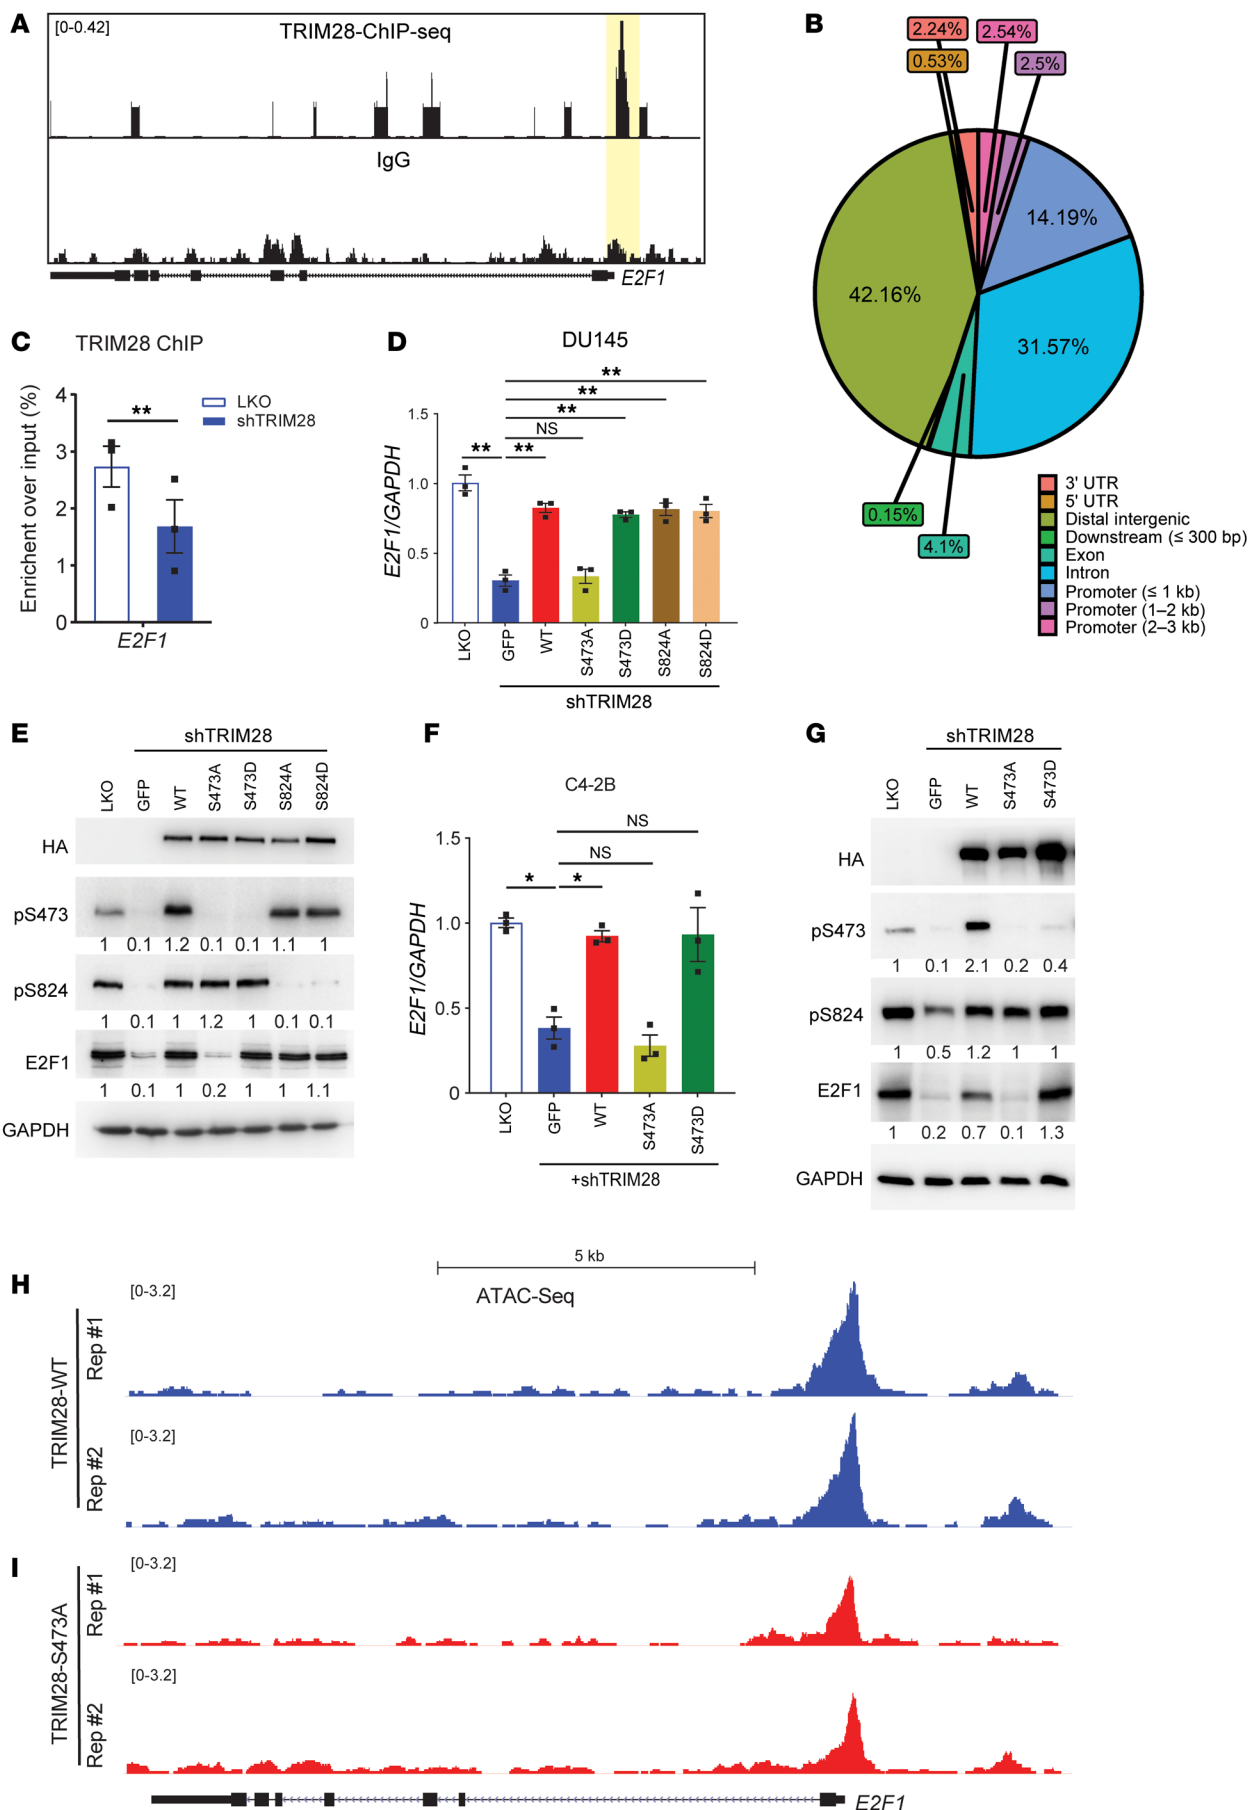 A
[0-0.42]
TRIM28-ChIP-seq
IgG
E2F1
B
2.24%
2.54%
0.53%
2.5%
14.19%
42.16%
31.57%
0.15%
4.1%
3' UTR
5' UTR
Distal intergenic
Downstream (≤ 300 bp)
Exon
Intron
Promoter (≤ 1 kb)
Promoter (1–2 kb)
Promoter (2–3 kb)
C
TRIM28 ChIP
Enrichent over input (%)
4
3
2
1
0
**
LKO
shTRIM28
E2F1
D
DU145
E2F1/GAPDH
1.5
1.0
0.5
0
**
**
**
NS
** **
LKO
GFP
WT
S473A
S473D
S824A
S824D
shTRIM28
E
shTRIM28
LKO
GFP
WT
S473A
S473D
S824A
S824D
HA
pS473
1 0.1 1.2 0.1 0.1 1.1 1
pS824
1 0.1 1 1.2 1 0.1 0.1
E2F1
1 0.1 1 0.2 1 1 1.1
GAPDH
F
C4-2B
E2F1/GAPDH
1.5
1.0
0.5
0
NS
NS
* *
LKO
GFP
WT
S473A
S473D
+shTRIM28
G
shTRIM28
LKO
GFP
WT
S473A
S473D
HA
pS473
1 0.1 2.1 0.2 0.4
pS824
1 0.5 1.2 1 1
E2F1
1 0.2 0.7 0.1 1.3
GAPDH
H
5 kb
ATAC-Seq
TRIM28-WT
Rep #1
[0-3.2]
Rep #2
[0-3.2]
I
TRIM28-S473A
Rep #1
[0-3.2]
Rep #2
[0-3.2]
E2F1